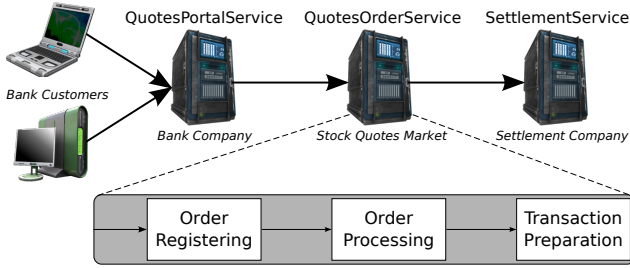 QuotesPortalService
QuotesOrderService
SettlementService
Bank Customers
Bank Company
Stock Quotes Market
Settlement Company
Order
Registering
Order
Processing
Transaction
Preparation